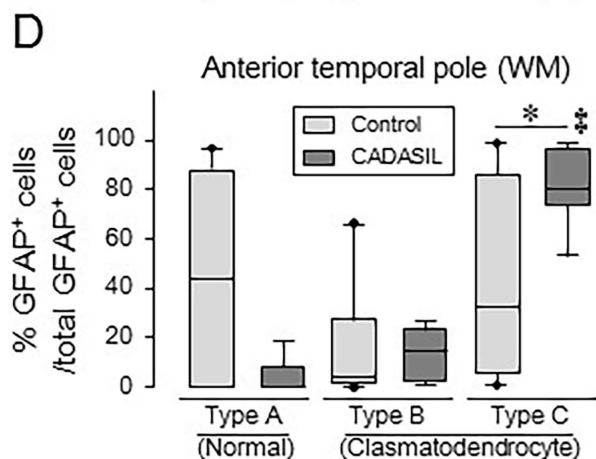 D
Anterior temporal pole (WM)
% GFAP⁺ cells
/total GFAP⁺ cells
100
80
60
40
20
0
Control
CADASIL
*
‡
Type A
Type B
Type C
(Normal)
(Clasmatodendrocyte)